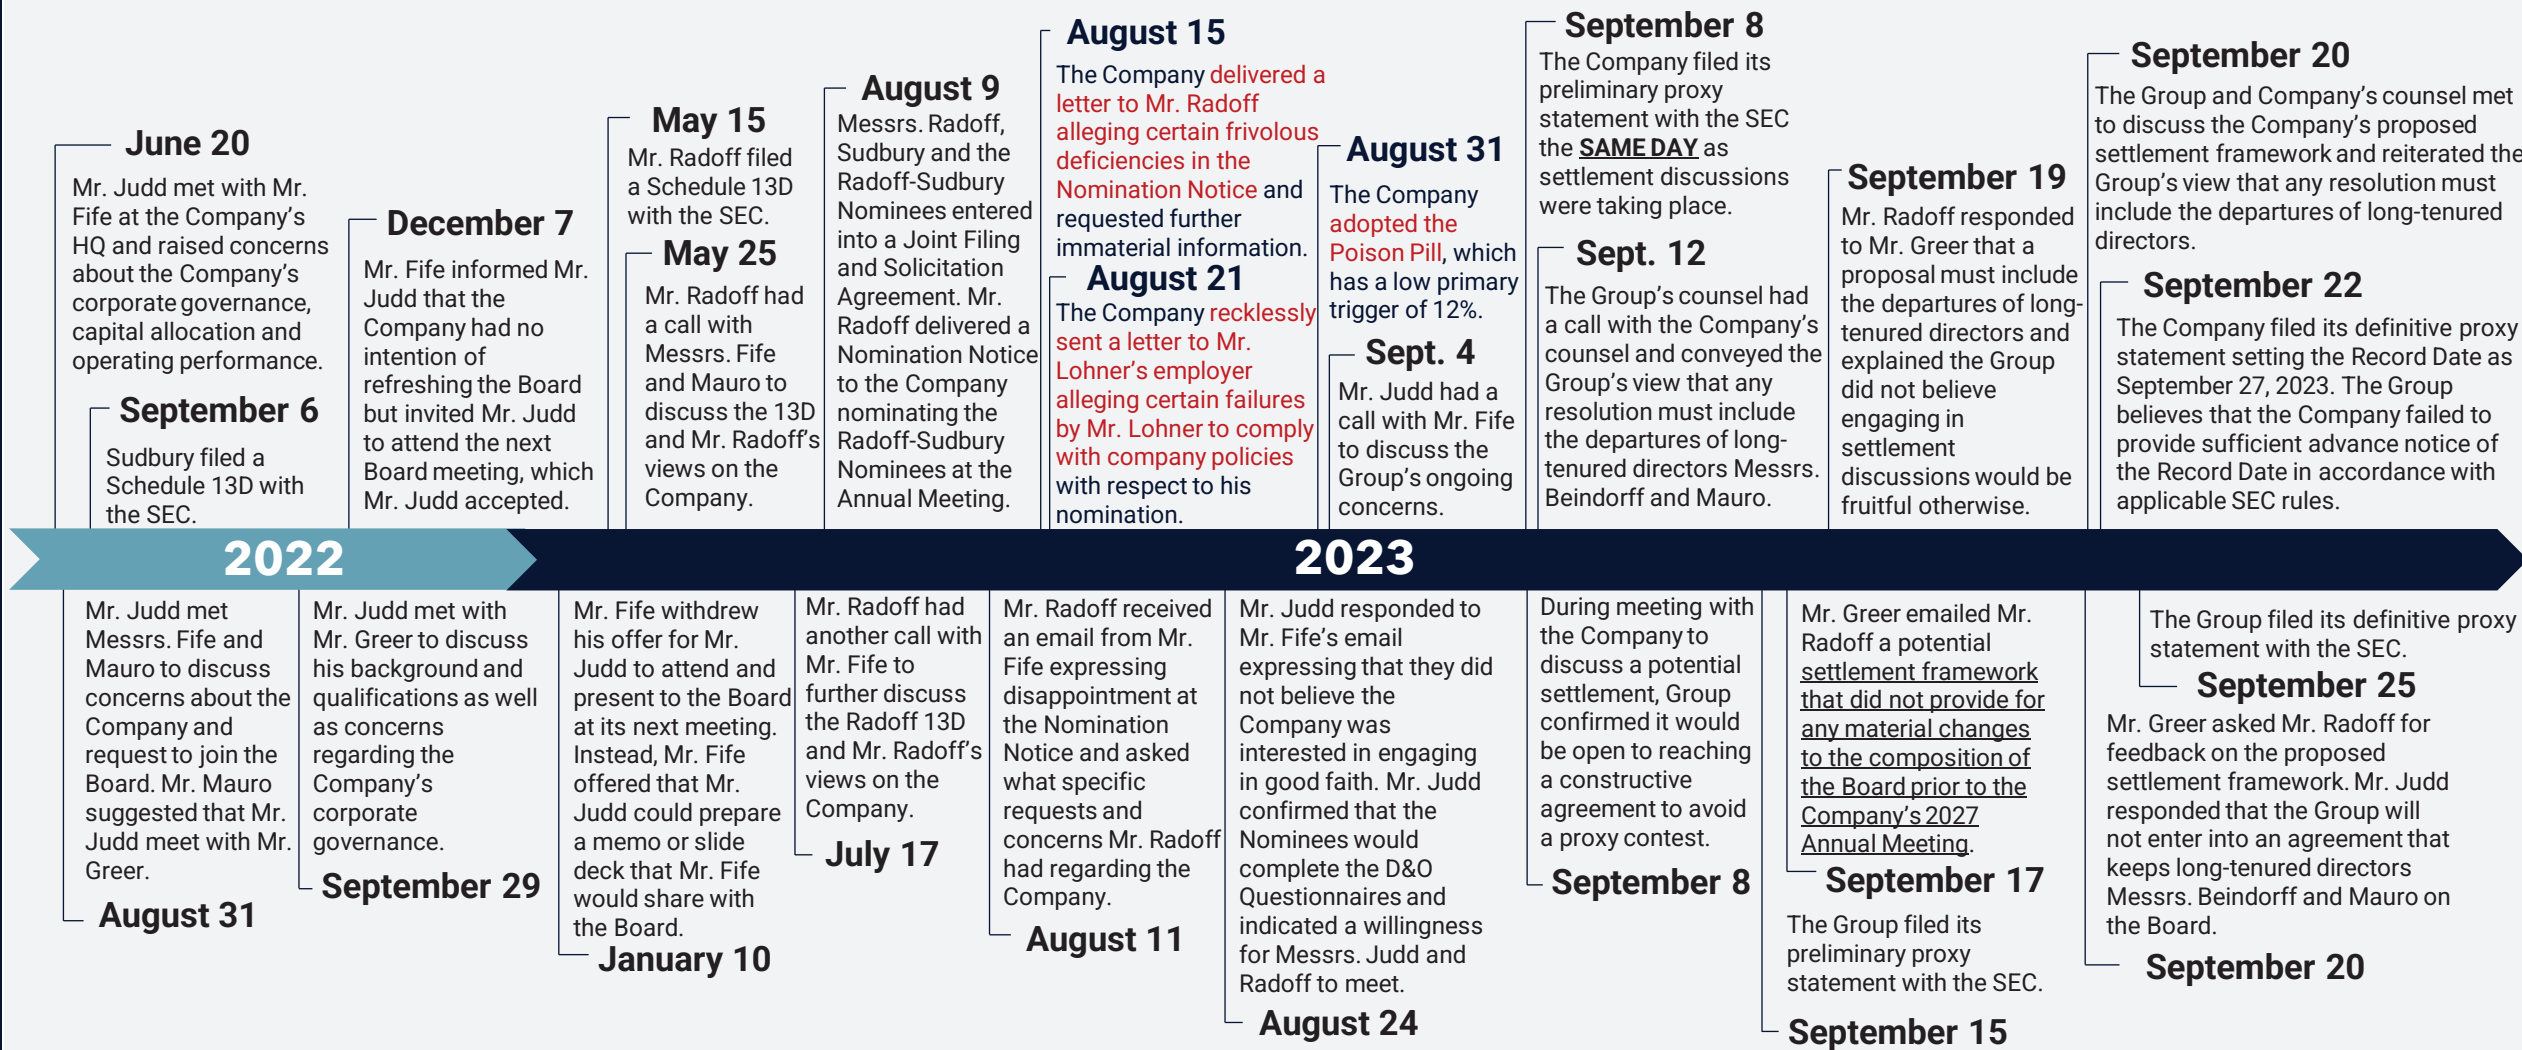 June 20
Mr. Judd met with Mr.
Fife at the Company's
HQ and raised concerns
about the Company's
corporate governance,
capital allocation and
operating performance.
September 6
Sudbury filed a
Schedule 13D with
the SEC.
December 7
Mr. Fife informed Mr.
Judd that the
Company had no
intention of
refreshing the Board
but invited Mr. Judd
to attend the next
Board meeting, which
Mr. Judd accepted.
May 15
Mr. Radoff filed
a Schedule 13D
with the SEC.
May 25
Mr. Radoff had
a call with
Messrs. Fife
and Mauro to
discuss the 13D
and Mr. Radoff's
views on the
Company.
August 9
Messrs. Radoff,
Sudbury and the
Radoff-Sudbury
Nominees entered
into a Joint Filing
and Solicitation
Agreement. Mr.
Radoff delivered a
Nomination Notice
to the Company
nominating the
Radoff-Sudbury
Nominees at the
Annual Meeting.
August 15
The Company delivered a
letter to Mr. Radoff
alleging certain frivolous
deficiencies in the
Nomination Notice and
requested further
immaterial information.
August 21
The Company recklessly
sent a letter to Mr.
Lohner's employer
alleging certain failures
by Mr. Lohner to comply
with company policies
with respect to his
nomination.
August 31
The Company
adopted the
Poison Pill, which
has a low primary
trigger of 12%.
Sept. 4
Mr. Judd had a
call with Mr. Fife
to discuss the
Group's ongoing
concerns.
September 8
The Company filed its
preliminary proxy
statement with the SEC
the SAME DAY as
settlement discussions
were taking place.
Sept. 12
The Group's counsel had
a call with the Company's
counsel and conveyed the
Group's view that any
resolution must include
the departures of long-
tenured directors Messrs.
Beindorff and Mauro.
September 19
Mr. Radoff responded
to Mr. Greer that a
proposal must include
the departures of long-
tenured directors and
explained the Group
did not believe
engaging in
settlement
discussions would be
fruitful otherwise.
September 20
The Group and Company's counsel met
to discuss the Company's proposed
settlement framework and reiterated the
Group's view that any resolution must
include the departures of long-tenured
directors.
September 22
The Company filed its definitive proxy
statement setting the Record Date as
September 27, 2023. The Group
believes that the Company failed to
provide sufficient advance notice of
the Record Date in accordance with
applicable SEC rules.
2022
2023
Mr. Judd met
Messrs. Fife and
Mauro to discuss
concerns about the
Company and
request to join the
Board. Mr. Mauro
suggested that Mr.
Judd meet with Mr.
Greer.
August 31
Mr. Judd met with
Mr. Greer to discuss
his background and
qualifications as well
as concerns
regarding the
Company's
corporate
governance.
September 29
Mr. Fife withdrew
his offer for Mr.
Judd to attend and
present to the Board
at its next meeting.
Instead, Mr. Fife
offered that Mr.
Judd could prepare
a memo or slide
deck that Mr. Fife
would share with
the Board.
January 10
Mr. Radoff had
another call with
Mr. Fife to
further discuss
the Radoff 13D
and Mr. Radoff's
views on the
Company.
July 17
Mr. Radoff received
an email from Mr.
Fife expressing
disappointment at
the Nomination
Notice and asked
what specific
requests and
concerns Mr. Radoff
had regarding the
Company.
August 11
Mr. Judd responded to
Mr. Fife's email
expressing that they did
not believe the
Company was
interested in engaging
in good faith. Mr. Judd
confirmed that the
Nominees would
complete the D&O
Questionnaires and
indicated a willingness
for Messrs. Judd and
Radoff to meet.
August 24
During meeting with
the Company to
discuss a potential
settlement, Group
confirmed it would
be open to reaching
a constructive
agreement to avoid
a proxy contest.
September 8
Mr. Greer emailed Mr.
Radoff a potential
settlement framework
that did not provide for
any material changes
to the composition of
the Board prior to the
Company's 2027
Annual Meeting.
September 17
The Group filed its
preliminary proxy
statement with the SEC.
September 15
The Group filed its definitive proxy
statement with the SEC.
September 25
Mr. Greer asked Mr. Radoff for
feedback on the proposed
settlement framework. Mr. Judd
responded that the Group will
not enter into an agreement that
keeps long-tenured directors
Messrs. Beindorff and Mauro on
the Board.
September 20